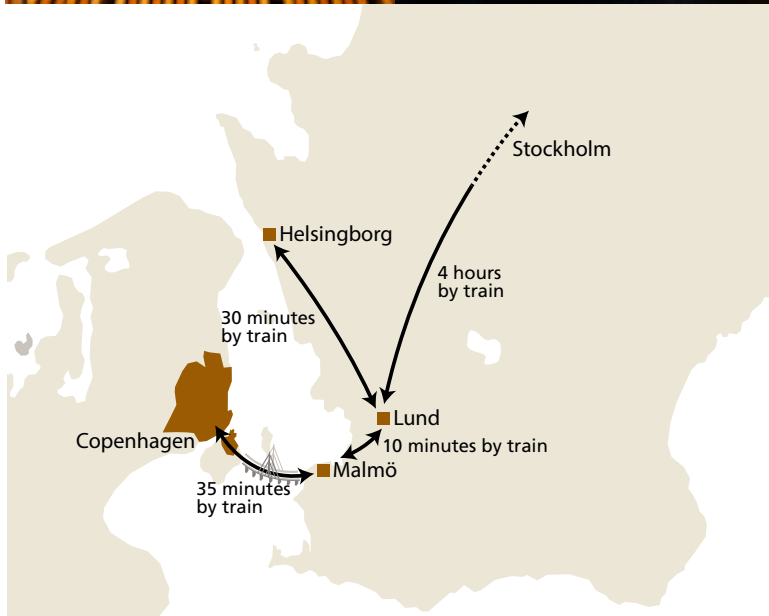 Stockholm
Helsingborg
4 hours
by train
30 minutes
by train
Lund
Copenhagen
10 minutes by train
Malmö
35 minutes
by train